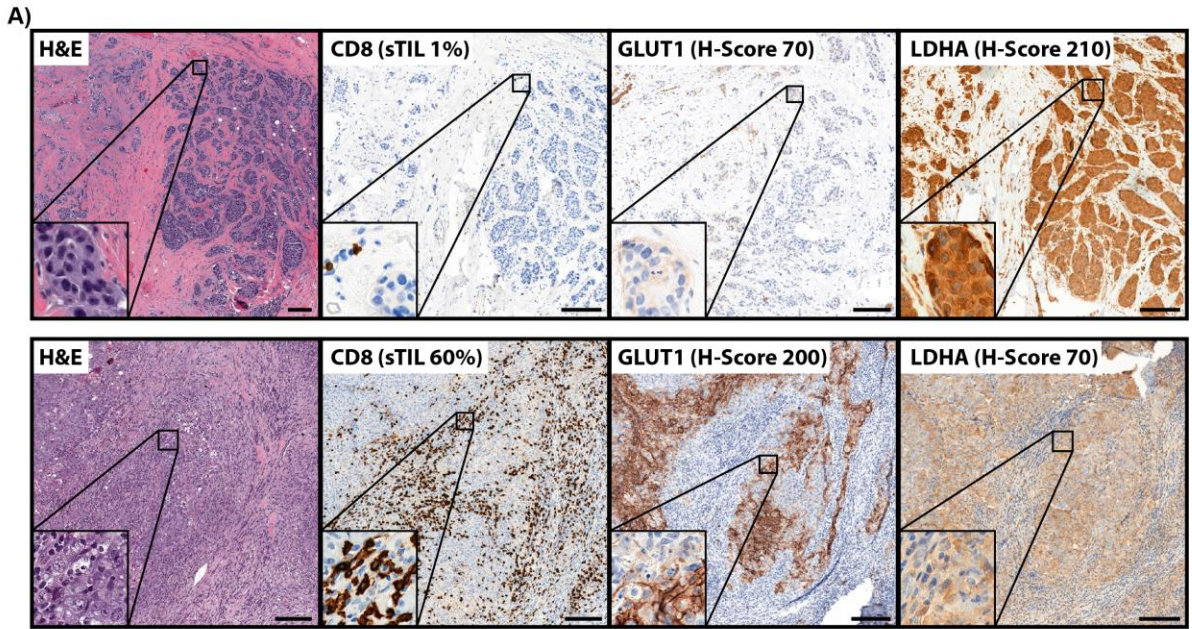 A)
H&E
CD8 (sTIL 1%)
GLUT1 (H-Score 70)
LDHA (H-Score 210)
H&E
CD8 (sTIL 60%)
GLUT1 (H-Score 200)
LDHA (H-Score 70)